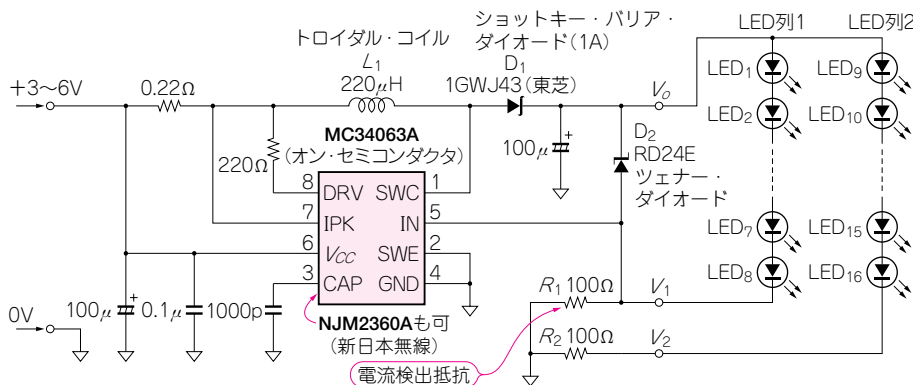 ショットキー・バリア・
ダイオード(1A)
D1
1GWJ43(東芝)
トロイダル・コイル
L1
220μH
+3〜6V
0.22Ω
220Ω
MC34063A
(オン・セミコンダクタ)
8 DRV SWC 1
7 IPK IN 5
6 VCC SWE 2
3 CAP GND 4
100μ +
Vo
D2
RD24E
ツェナー・
ダイオード
LED列1 LED列2
LED1 LED9
LED2 LED10
LED7 LED15
LED8 LED16
0V
100μ +
0.1μ
1000p
NJM2360Aも可
(新日本無線)
R1 100Ω V1
R2 100Ω V2
電流検出抵抗